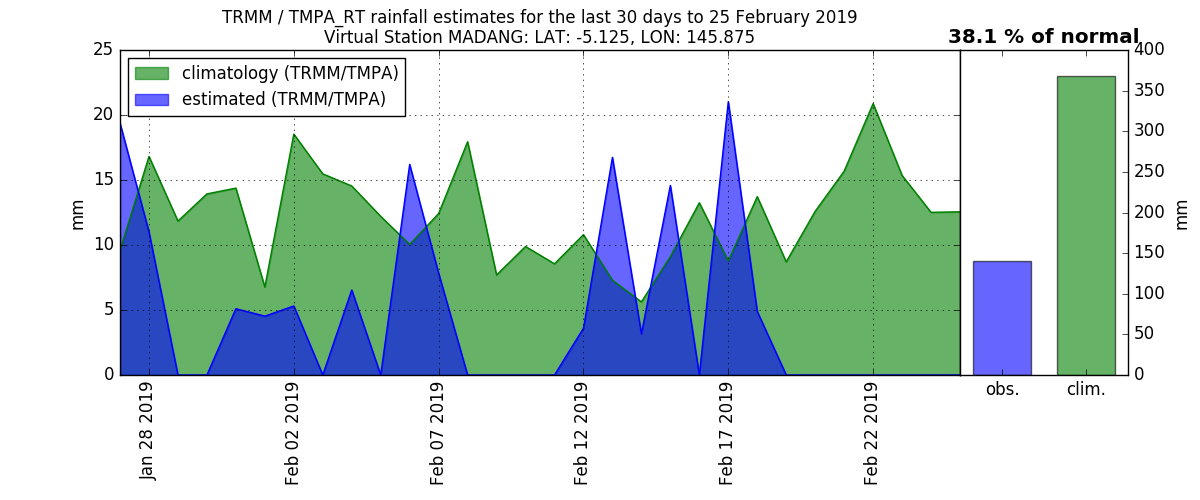 TRMM / TMPA_RT rainfall estimates for the last 30 days to 25 February 2019
Virtual Station MADANG: LAT: -5.125, LON: 145.875
38.1 % of normal
climatology (TRMM/TMPA)
estimated (TRMM/TMPA)
mm
25
20
15
10
5
0
Jan 28 2019
Feb 02 2019
Feb 07 2019
Feb 12 2019
Feb 17 2019
Feb 22 2019
obs.
clim.
400
350
300
250
200
150
100
50
0
mm